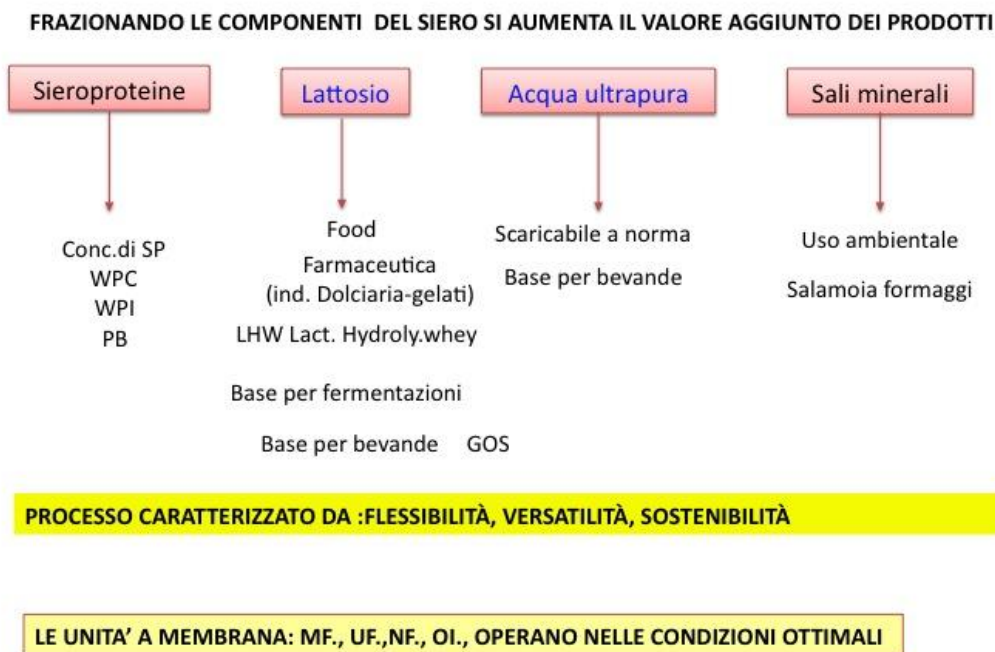 FRAZIONANDO LE COMPONENTI DEL SIERO SI AUMENTA IL VALORE AGGIUNTO DEI PRODOTTI
Sieroproteine
Conc.di SP
WPC
WPI
PB
Lattosio
Food
Farmaceutica
(ind. Dolciaria-gelati)
LHW Lact. Hydroly.whey
Base per fermentazioni
Base per bevande GOS
Acqua ultrapura
Scaricabile a norma
Base per bevande
Sali minerali
Uso ambientale
Salamoia formaggi
PROCESSO CARATTERIZZATO DA :FLESSIBILITÀ, VERSATILITÀ, SOSTENIBILITÀ
LE UNITA' A MEMBRANA: MF., UF.,NF., OI., OPERANO NELLE CONDIZIONI OTTIMALI